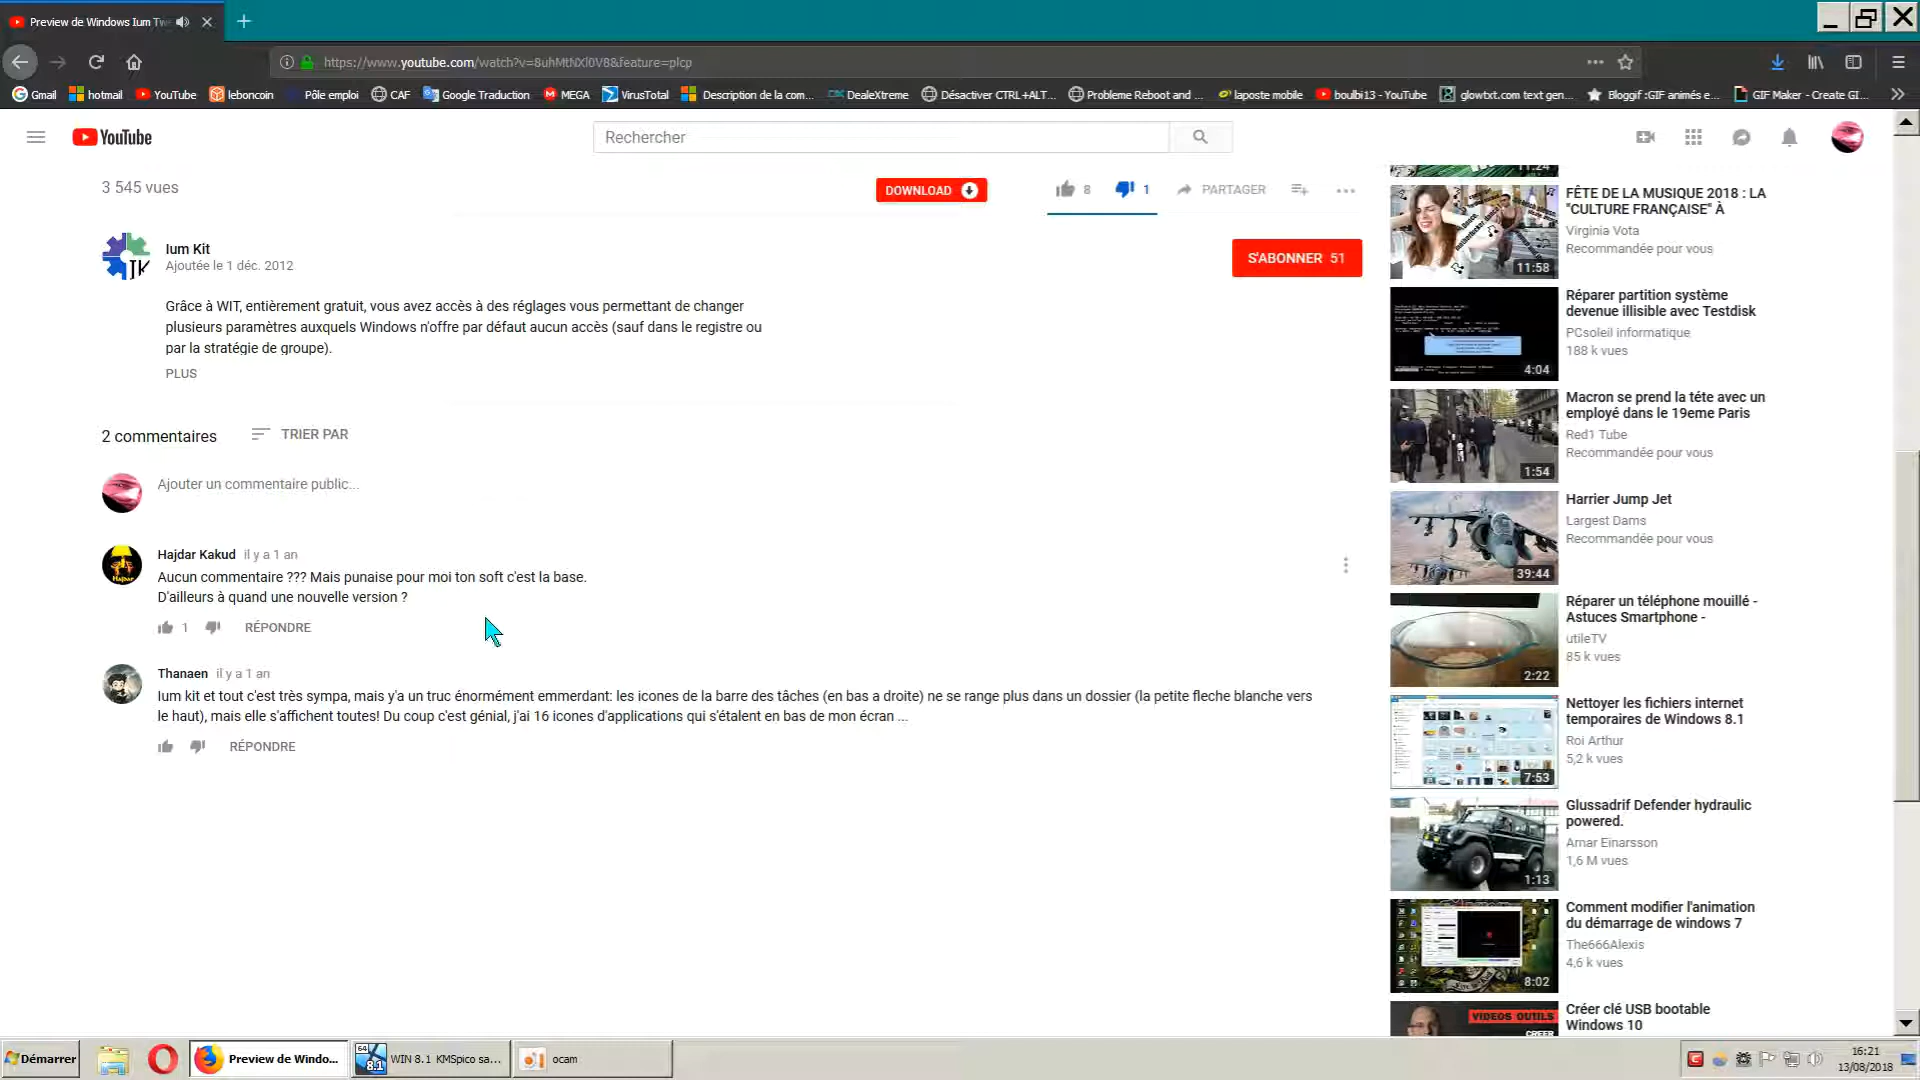 Preview de Windows Ium Tw
https://www.youtube.com/watch?v=8uhMtNXl0V8&feature=plcp
Gmail hotmail YouTube leboncoin Pôle emploi CAF Google Traduction MEGA VirusTotal Description de la com... DealeXtreme Désactiver CTRL+ALT... Probleme Reboot and ... laposte mobile boulbi13 - YouTube glowtxt.com text gen... Bloggif :GIF animés e... GIF Maker - Create GI...
YouTube
Rechercher
3 545 vues
DOWNLOAD
8 1 PARTAGER
Ium Kit
Ajoutée le 1 déc. 2012
S'ABONNER 51
Grâce à WIT, entièrement gratuit, vous avez accès à des réglages vous permettant de changer
plusieurs paramètres auxquels Windows n'offre par défaut aucun accès (sauf dans le registre ou
par la stratégie de groupe).
PLUS
2 commentaires TRIER PAR
Ajouter un commentaire public...
Hajdar
Hajdar Kakud il y a 1 an
Aucun commentaire ??? Mais punaise pour moi ton soft c'est la base.
D'ailleurs à quand une nouvelle version ?
1 RÉPONDRE
Thanaen il y a 1 an
Ium kit et tout c'est très sympa, mais y'a un truc énormément emmerdant: les icones de la barre des tâches (en bas a droite) ne se range plus dans un dossier (la petite fleche blanche vers
le haut), mais elle s'affichent toutes! Du coup c'est génial, j'ai 16 icones d'applications qui s'étalent en bas de mon écran ...
RÉPONDRE
11:24
FÊTE DE LA MUSIQUE 2018 : LA
"CULTURE FRANÇAISE" À
Virginia Vota
Recommandée pour vous
11:58
Réparer partition système
devenue illisible avec Testdisk
PCsoleil informatique
188 k vues
4:04
Macron se prend la téte avec un
employé dans le 19eme Paris
Red1 Tube
Recommandée pour vous
1:54
Harrier Jump Jet
Largest Dams
Recommandée pour vous
39:44
Réparer un téléphone mouillé -
Astuces Smartphone -
utileTV
85 k vues
2:22
Nettoyer les fichiers internet
temporaires de Windows 8.1
Roi Arthur
5,2 k vues
7:53
Glussadrif Defender hydraulic
powered.
Arnar Einarsson
1,6 M vues
1:13
Comment modifier l'animation
du démarrage de windows 7
The666Alexis
4,6 k vues
8:02
Créer clé USB bootable
Windows 10
VIDEOS OUTILS
CREER
Démarrer
Preview de Windo...
64 8.1
WIN 8.1 KMSpico sa...
ocam
16:21
13/08/2018